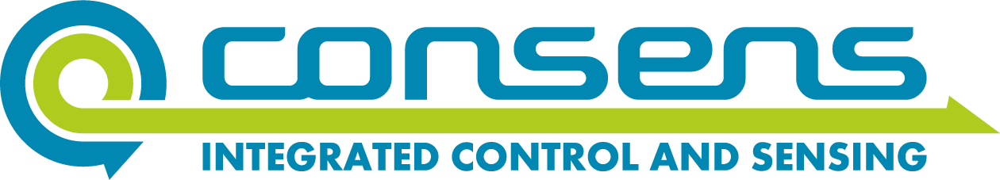 consens
INTEGRATED CONTROL AND SENSING